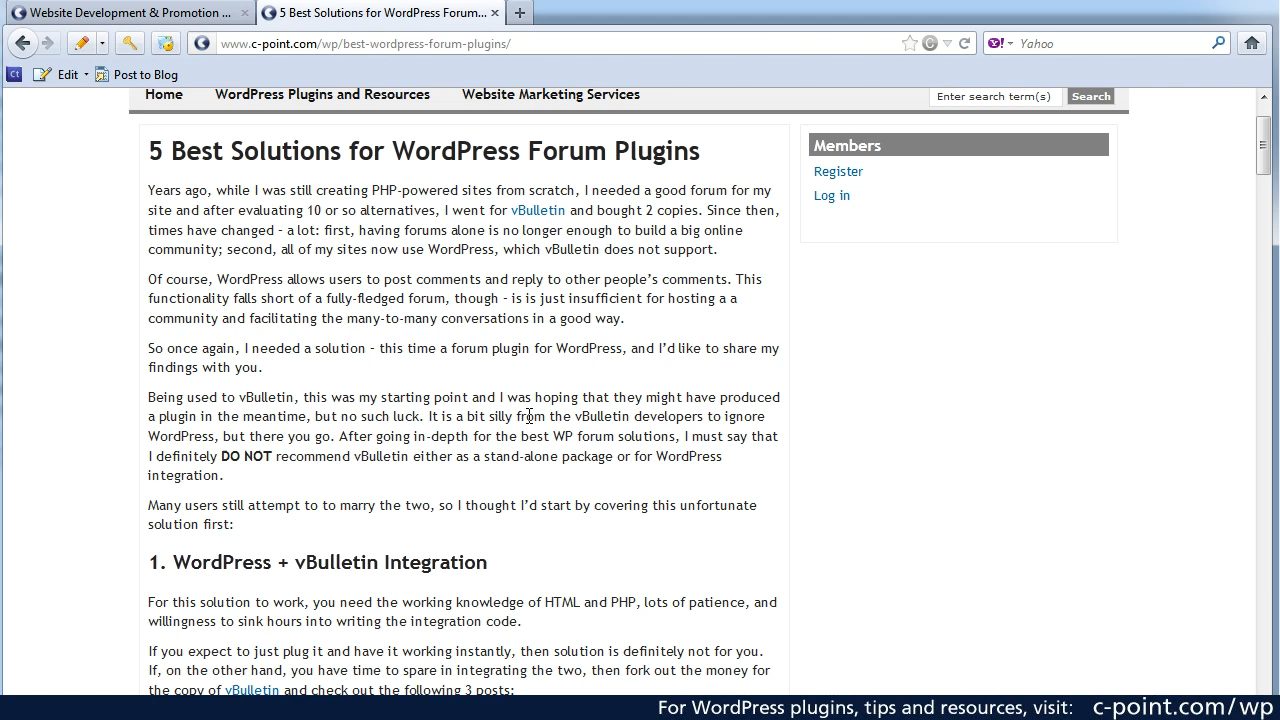 Website Development & Promotion ...
5 Best Solutions for WordPress Forum...
www.c-point.com/wp/best-wordpress-forum-plugins/
Yahoo
Ct
Edit
Post to Blog
Home
WordPress Plugins and Resources
Website Marketing Services
Enter search term(s)
Search
5 Best Solutions for WordPress Forum Plugins
Years ago, while I was still creating PHP-powered sites from scratch, I needed a good forum for my
site and after evaluating 10 or so alternatives, I went for vBulletin and bought 2 copies. Since then,
times have changed - a lot: first, having forums alone is no longer enough to build a big online
community; second, all of my sites now use WordPress, which vBulletin does not support.
Of course, WordPress allows users to post comments and reply to other people's comments. This
functionality falls short of a fully-fledged forum, though - is is just insufficient for hosting a a
community and facilitating the many-to-many conversations in a good way.
So once again, I needed a solution - this time a forum plugin for WordPress, and I'd like to share my
findings with you.
Being used to vBulletin, this was my starting point and I was hoping that they might have produced
a plugin in the meantime, but no such luck. It is a bit silly from the vBulletin developers to ignore
WordPress, but there you go. After going in-depth for the best WP forum solutions, I must say that
I definitely DO NOT recommend vBulletin either as a stand-alone package or for WordPress
integration.
Many users still attempt to to marry the two, so I thought I'd start by covering this unfortunate
solution first:
1. WordPress + vBulletin Integration
For this solution to work, you need the working knowledge of HTML and PHP, lots of patience, and
willingness to sink hours into writing the integration code.
If you expect to just plug it and have it working instantly, then solution is definitely not for you.
If, on the other hand, you have time to spare in integrating the two, then fork out the money for
the copy of vBulletin and check out the following 3 posts:
Members
Register
Log in
For WordPress plugins, tips and resources, visit: c-point.com/wp